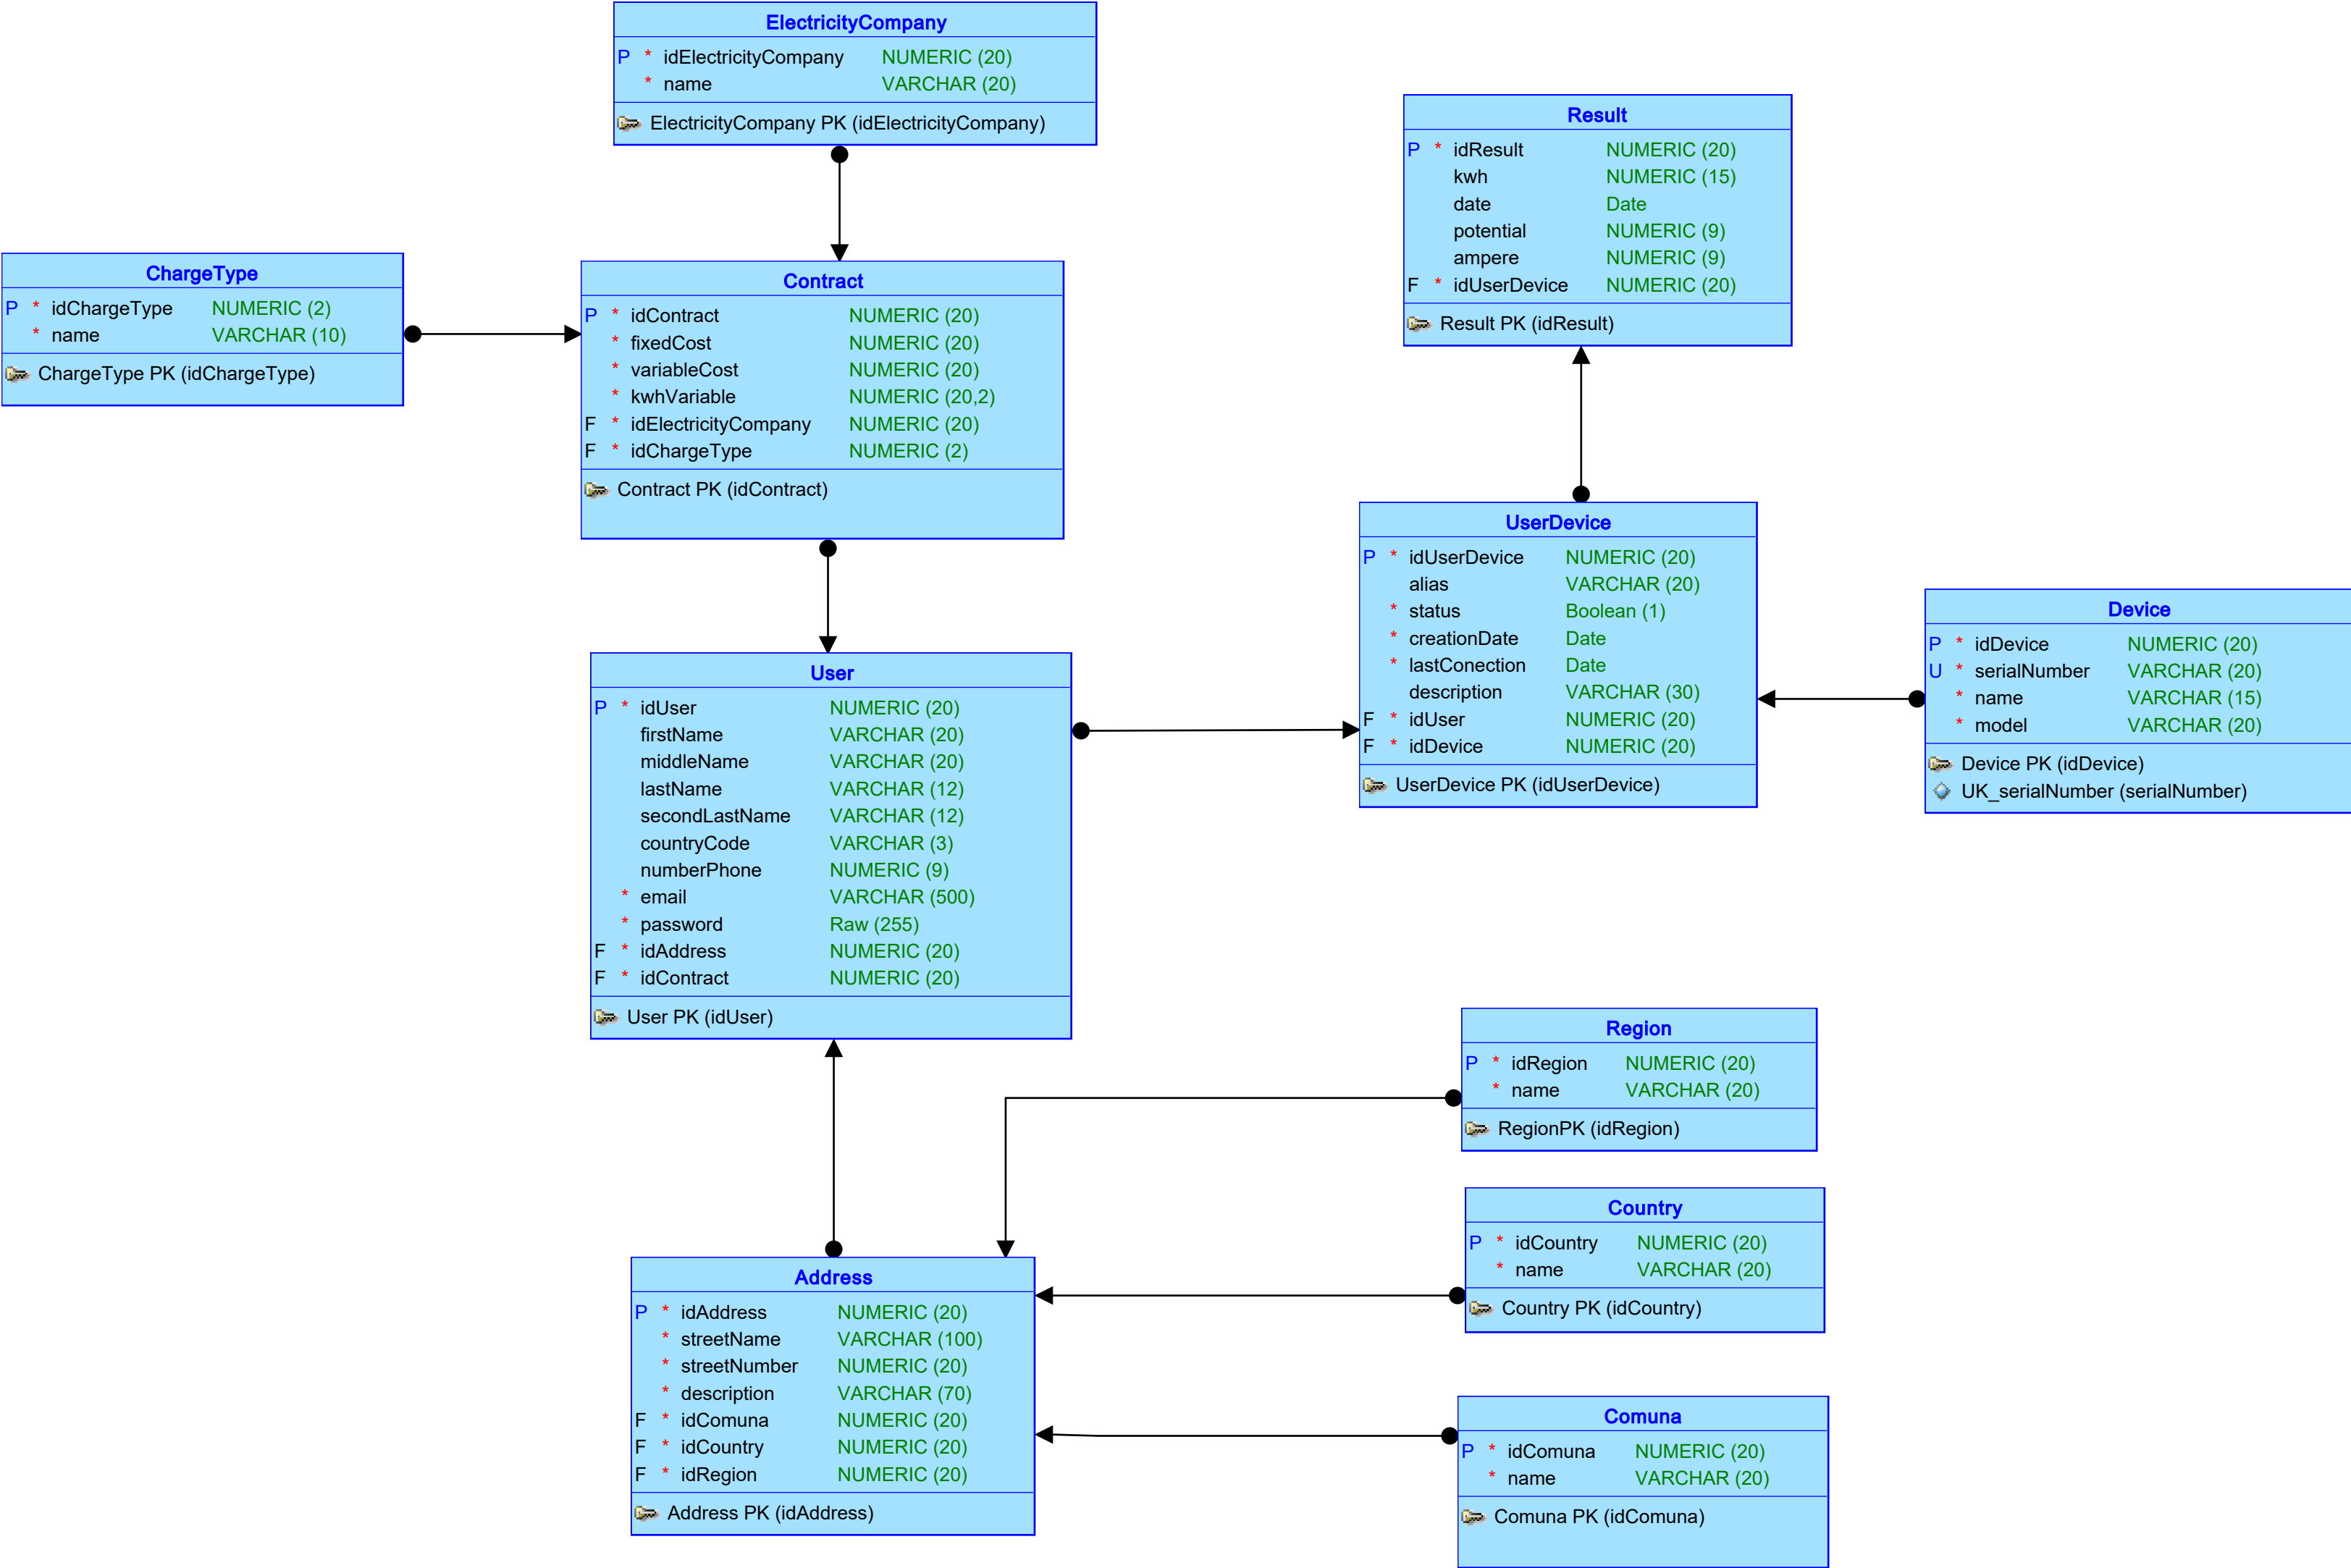 ElectricityCompany
P * idElectricityCompany NUMERIC (20)
* name VARCHAR (20)
ElectricityCompany PK (idElectricityCompany)
Result
P * idResult NUMERIC (20)
kwh NUMERIC (15)
date Date
potential NUMERIC (9)
ampere NUMERIC (9)
F * idUserDevice NUMERIC (20)
Result PK (idResult)
ChargeType
P * idChargeType NUMERIC (2)
* name VARCHAR (10)
ChargeType PK (idChargeType)
Contract
P * idContract NUMERIC (20)
* fixedCost NUMERIC (20)
* variableCost NUMERIC (20)
* kwhVariable NUMERIC (20,2)
F * idElectricityCompany NUMERIC (20)
F * idChargeType NUMERIC (2)
Contract PK (idContract)
UserDevice
P * idUserDevice NUMERIC (20)
alias VARCHAR (20)
* status Boolean (1)
* creationDate Date
* lastConection Date
description VARCHAR (30)
F * idUser NUMERIC (20)
F * idDevice NUMERIC (20)
UserDevice PK (idUserDevice)
Device
P * idDevice NUMERIC (20)
U * serialNumber VARCHAR (20)
* name VARCHAR (15)
* model VARCHAR (20)
Device PK (idDevice)
UK_serialNumber (serialNumber)
User
P * idUser NUMERIC (20)
firstName VARCHAR (20)
middleName VARCHAR (20)
lastName VARCHAR (12)
secondLastName VARCHAR (12)
countryCode VARCHAR (3)
numberPhone NUMERIC (9)
* email VARCHAR (500)
* password Raw (255)
F * idAddress NUMERIC (20)
F * idContract NUMERIC (20)
User PK (idUser)
Region
P * idRegion NUMERIC (20)
* name VARCHAR (20)
RegionPK (idRegion)
Country
P * idCountry NUMERIC (20)
* name VARCHAR (20)
Country PK (idCountry)
Address
P * idAddress NUMERIC (20)
* streetName VARCHAR (100)
* streetNumber NUMERIC (20)
* description VARCHAR (70)
F * idComuna NUMERIC (20)
F * idCountry NUMERIC (20)
F * idRegion NUMERIC (20)
Address PK (idAddress)
Comuna
P * idComuna NUMERIC (20)
* name VARCHAR (20)
Comuna PK (idComuna)